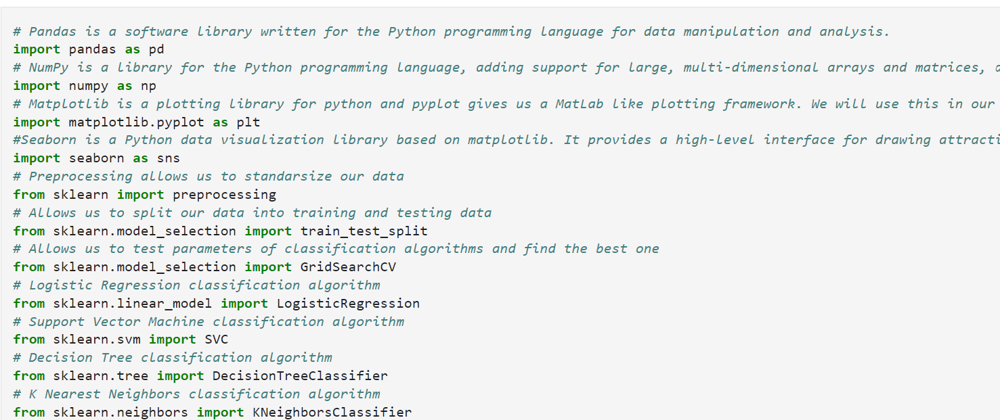 # Pandas is a software library written for the Python programming language for data manipulation and analysis.
import pandas as pd
# NumPy is a library for the Python programming language, adding support for large, multi-dimensional arrays and matrices,
import numpy as np
# Matplotlib is a plotting library for python and pyplot gives us a MatLab like plotting framework. We will use this in our
import matplotlib.pyplot as plt
#Seaborn is a Python data visualization library based on matplotlib. It provides a high-level interface for drawing
import seaborn as sns
# Preprocessing allows us to standarsize our data
from sklearn import preprocessing
# Allows us to split our data into training and testing data
from sklearn.model_selection import train_test_split
# Allows us to test parameters of classification algorithms and find the best one
from sklearn.model_selection import GridSearchCV
# Logistic Regression classification algorithm
from sklearn.linear_model import LogisticRegression
# Support Vector Machine classification algorithm
from sklearn.svm import SVC
# Decision Tree classification algorithm
from sklearn.tree import DecisionTreeClassifier
# K Nearest Neighbors classification algorithm
from sklearn.neighbors import KNeighborsClassifier